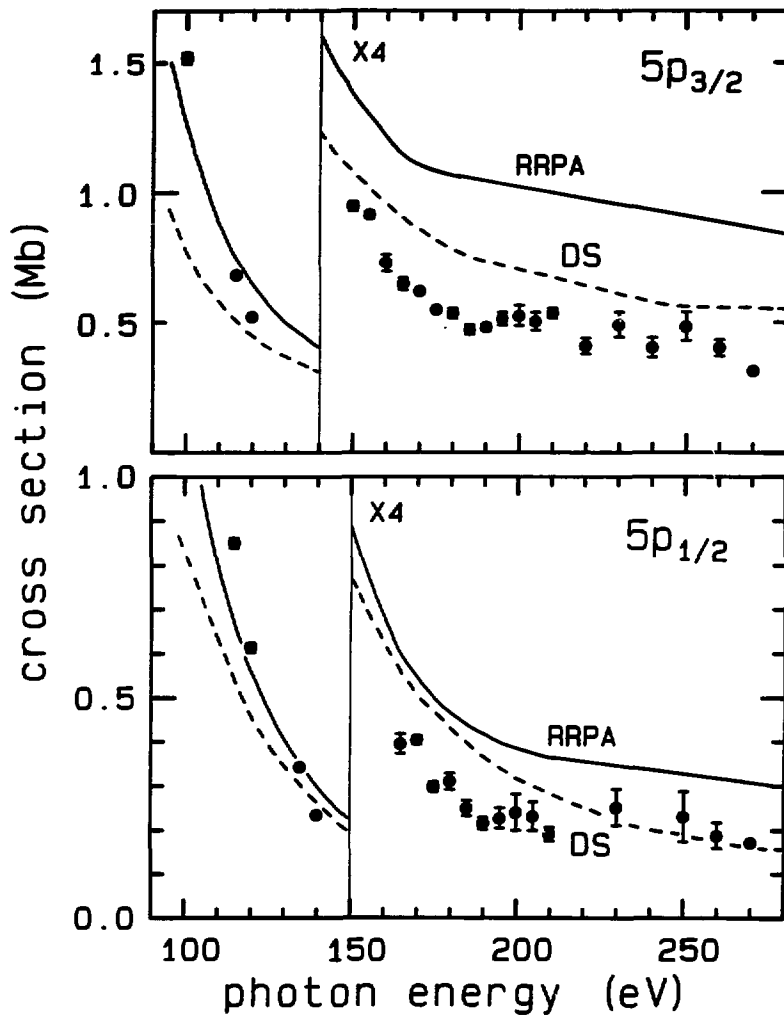 X4
5p3/2
1.5
RRPA
1.0
DS
0.5
cross section (Mb)
1.0
X4
5p1/2
0.5
RRPA
DS
0.0
100
150
200
250
photon energy (eV)